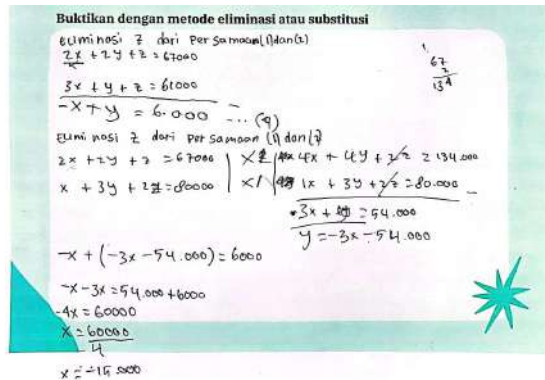 Buktikan dengan metode eliminasi atau substitusi
Eliminasi z dari Persamaan (1) dan (2)
2x + 2y + z = 67000
3x + y + z = 61000
-x + y = 6.000 ... (4)
Eliminasi z dari Persamaan (1) dan (3)
2x + 2y + z = 67000 | x2 | 4x + 4y + 2z = 134.000
x + 3y + 2z = 80000 | x1 | 1x + 3y + 2z = 80.000 -
3x + = 54.000
y = -3x - 54.000
-x + (-3x - 54.000) = 6000
-x - 3x = 54.000 + 6000
-4x = 60000
x = 60000
4
x = -15.000
1.
67
2
134